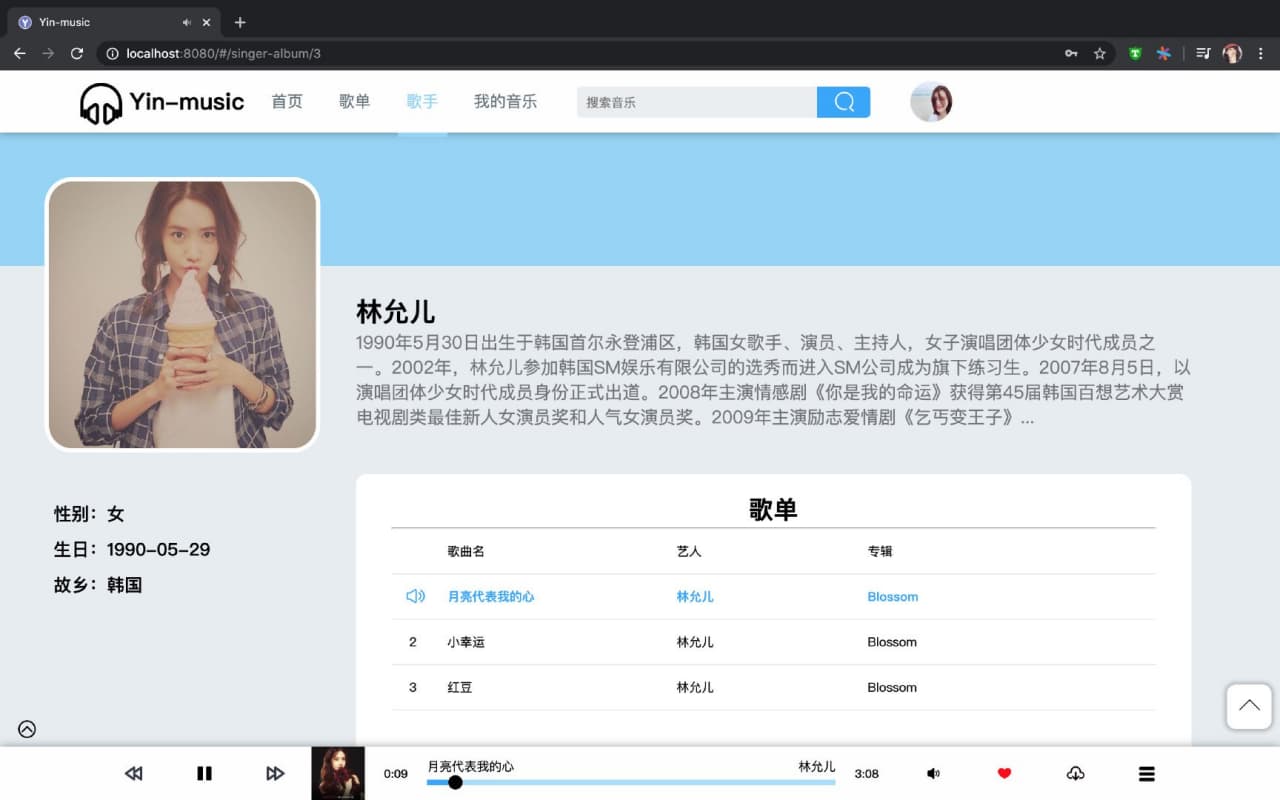 Yin-music
localhost:8080/#/singer-album/3
Yin-music 首页 歌单 歌手 我的音乐 搜索音乐
林允儿
1990年5月30日出生于韩国首尔永登浦区，韩国女歌手、演员、主持人，女子演唱团体少女时代成员之
一。2002年，林允儿参加韩国SM娱乐有限公司的选秀而进入SM公司成为旗下练习生。2007年8月5日，以
演唱团体少女时代成员身份正式出道。2008年主演情感剧《你是我的命运》获得第45届韩国百想艺术大赏
电视剧类最佳新人女演员奖和人气女演员奖。2009年主演励志爱情剧《乞丐变王子》...
性别：女
生日：1990-05-29
故乡：韩国
歌单
歌曲名 艺人 专辑
月亮代表我的心 林允儿 Blossom
2 小幸运 林允儿 Blossom
3 红豆 林允儿 Blossom
0:09 月亮代表我的心 林允儿 3:08